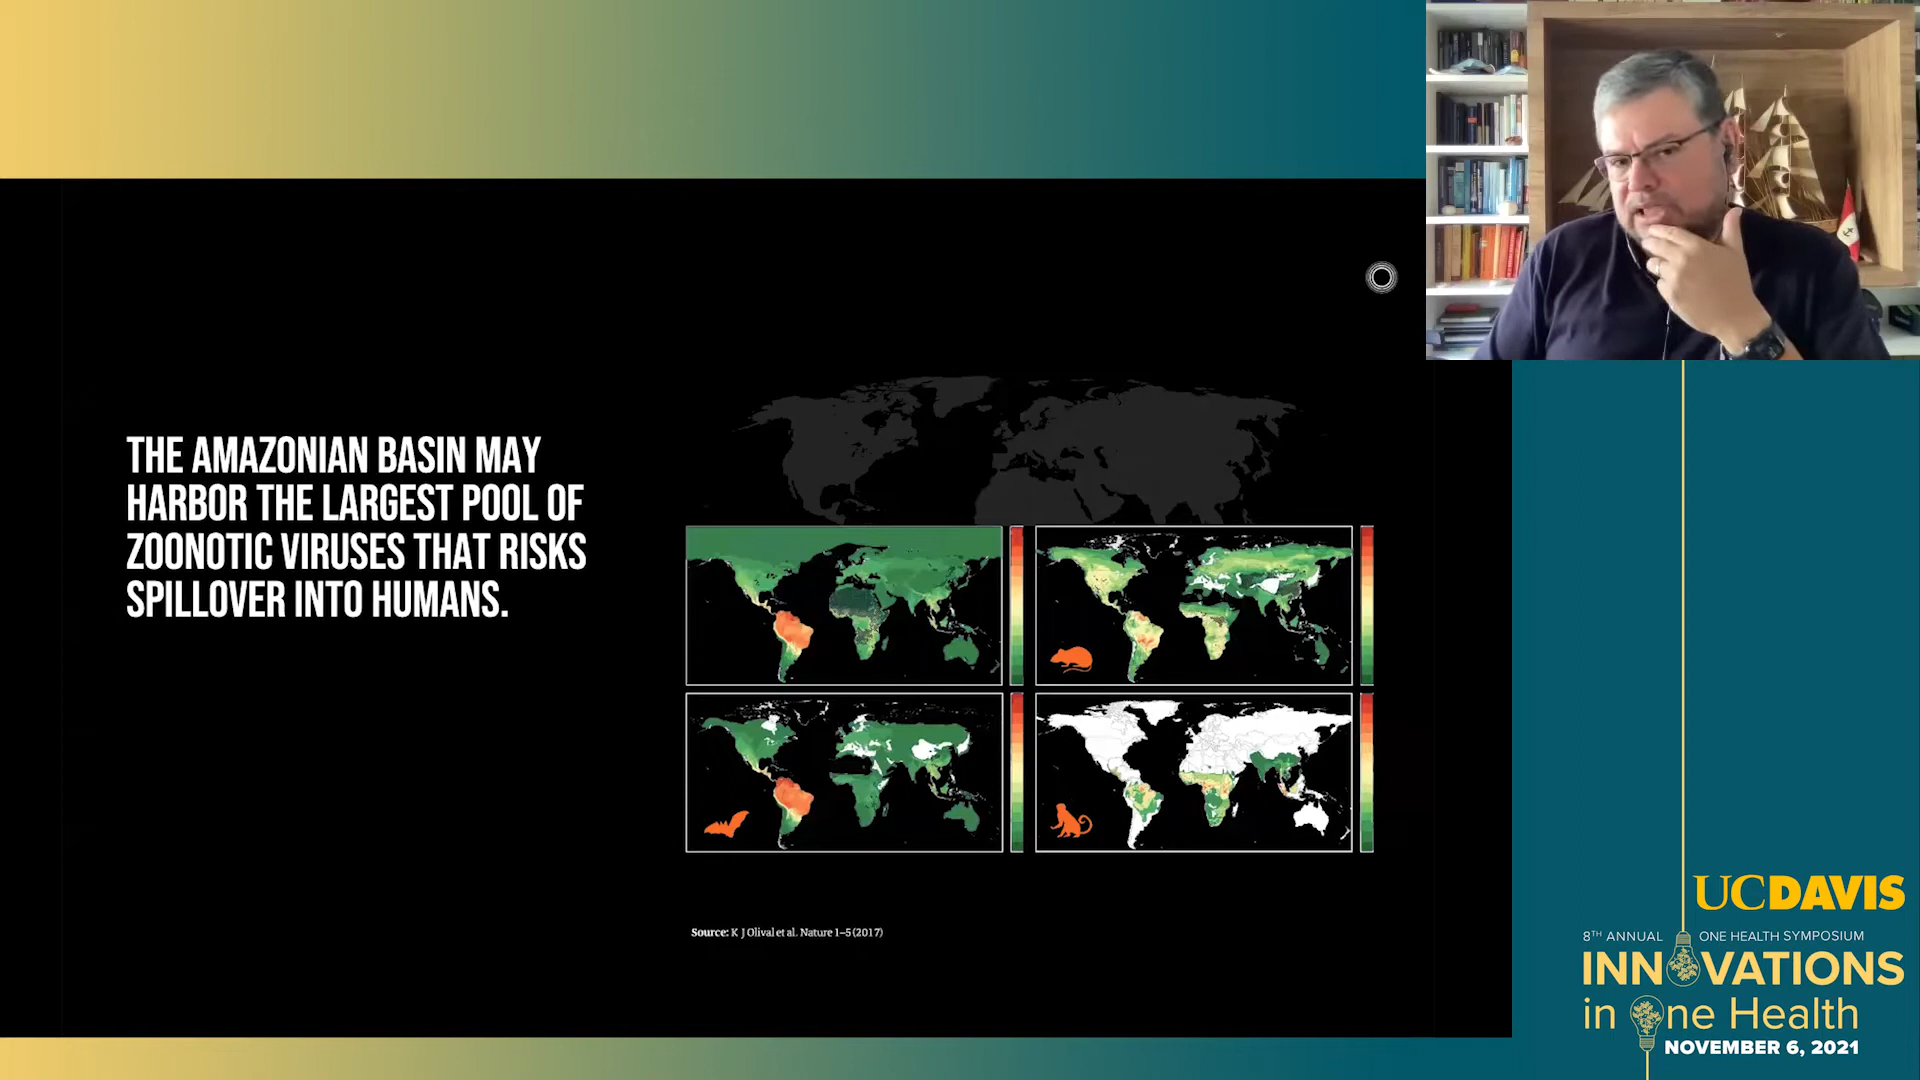 THE AMAZONIAN BASIN MAY
HARBOR THE LARGEST POOL OF
ZOONOTIC VIRUSES THAT RISKS
SPILLOVER INTO HUMANS.
Source: K J Olival et al. Nature 1–5 (2017)
UCDAVIS
8TH ANNUAL ONE HEALTH SYMPOSIUM
INNOVATIONS
in One Health
NOVEMBER 6, 2021